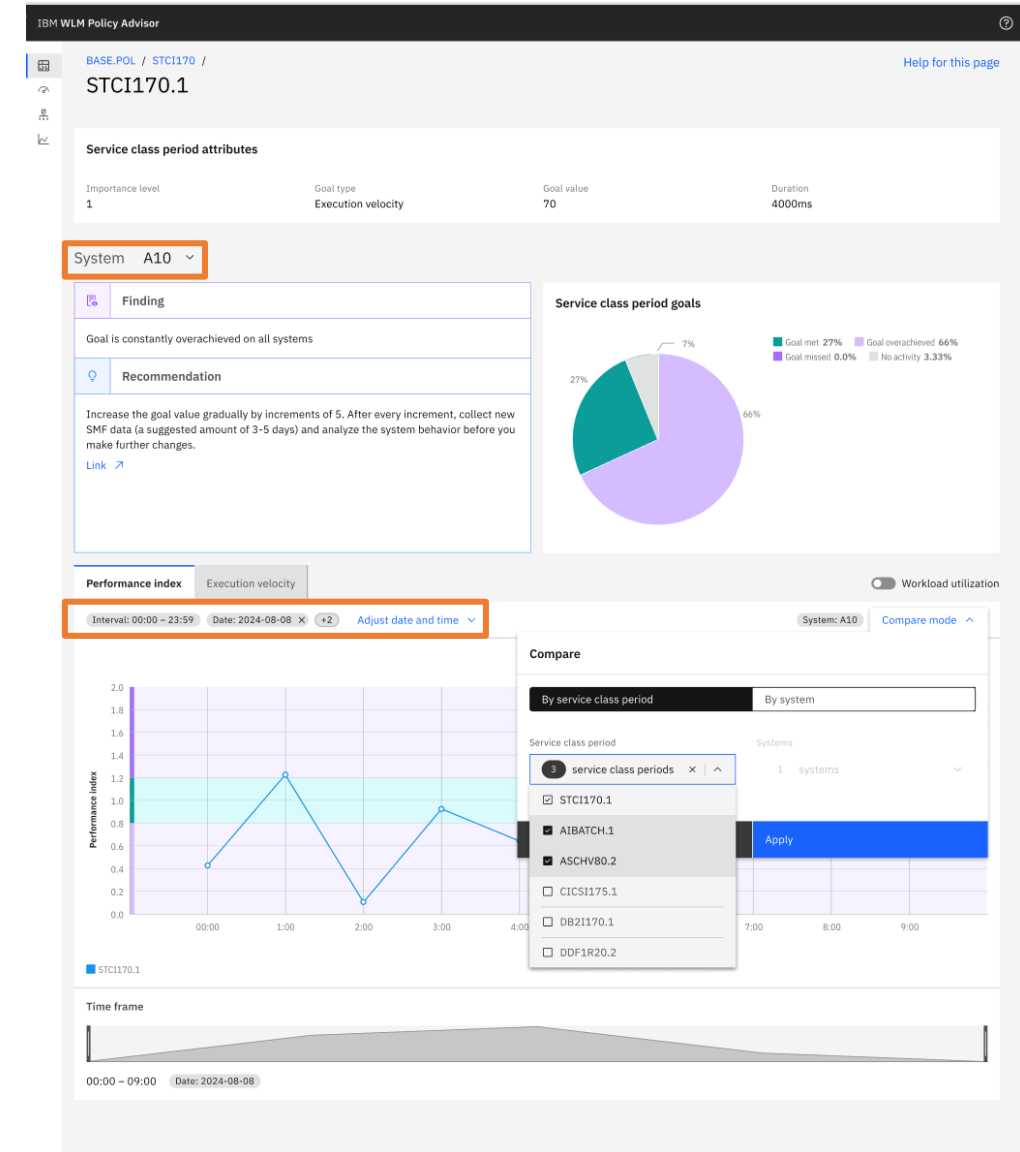 IBM WLM Policy Advisor
BASE.POL / STCI170 /
Help for this page
STCI170.1
Service class period attributes
Importance level
Goal type
Goal value
Duration
1
Execution velocity
70
4000ms
System A10
Finding
Goal is constantly overachieved on all systems
Recommendation
Increase the goal value gradually by increments of 5. After every increment, collect new
SMF data (a suggested amount of 3-5 days) and analyze the system behavior before you
make further changes.
Link
Service class period goals
7%
27%
66%
Goal met 27% Goal overachieved 66%
Goal missed 0.0% No activity 3.33%
Performance index
Execution velocity
Workload utilization
Interval: 00:00 – 23:59
Date: 2024-08-08 ×
+2
Adjust date and time
System: A10
Compare mode
Compare
By service class period
By system
Service class period
Systems
3 service class periods ×
1 systems
STCI170.1
AIBATCH.1
ASCHV80.2
CICSI175.1
DB2I170.1
DDF1R20.2
Apply
Performance index
2.0
1.8
1.6
1.4
1.2
1.0
0.8
0.6
0.4
0.2
0.0
00:00
1:00
2:00
3:00
4:00
7:00
8:00
9:00
STCI170.1
Time frame
00:00 – 09:00
Date: 2024-08-08